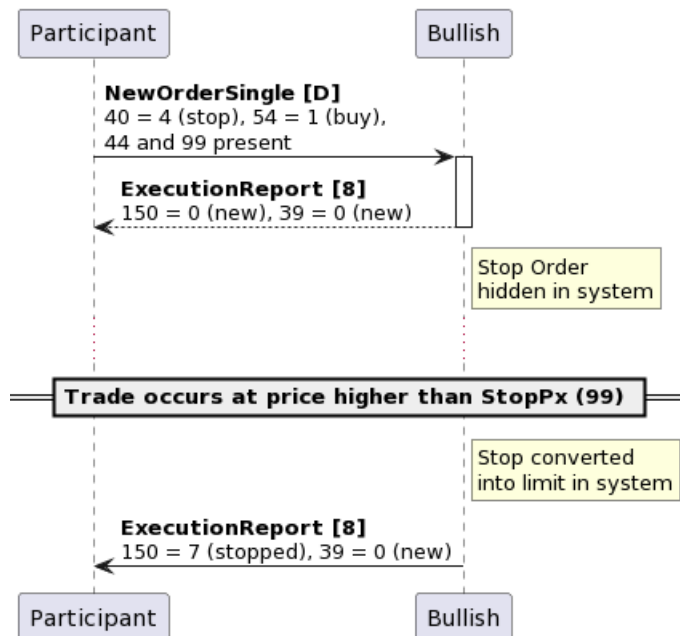 Participant
Bullish
NewOrderSingle [D]
40 = 4 (stop), 54 = 1 (buy),
44 and 99 present
ExecutionReport [8]
150 = 0 (new), 39 = 0 (new)
Stop Order
hidden in system
Trade occurs at price higher than StopPx (99)
Stop converted
into limit in system
ExecutionReport [8]
150 = 7 (stopped), 39 = 0 (new)
Participant
Bullish